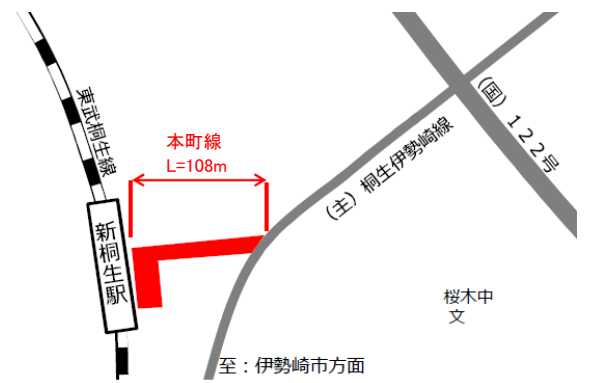 東武桐生線
本町線
L=108m
(国)122号
(主)桐生伊勢崎線
新桐生駅
桜木中
文
至:伊勢崎市方面